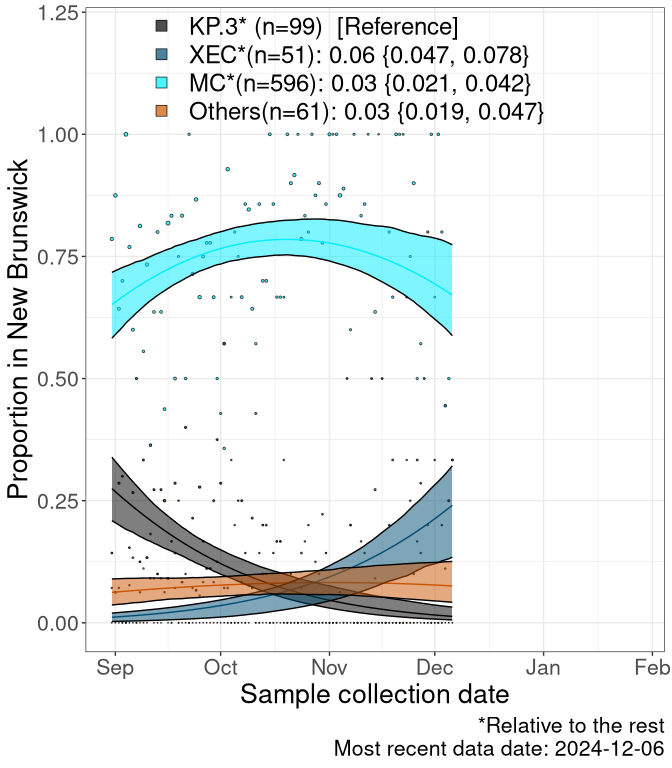 KP.3* (n=99)  [Reference]
XEC*(n=51): 0.06 {0.047, 0.078}
MC*(n=596): 0.03 {0.021, 0.042}
Others(n=61): 0.03 {0.019, 0.047}
1.25
1.00
0.75
0.50
0.25
0.00
Proportion in New Brunswick
Sep Oct Nov Dec Jan Feb
Sample collection date
*Relative to the rest
Most recent data date: 2024-12-06